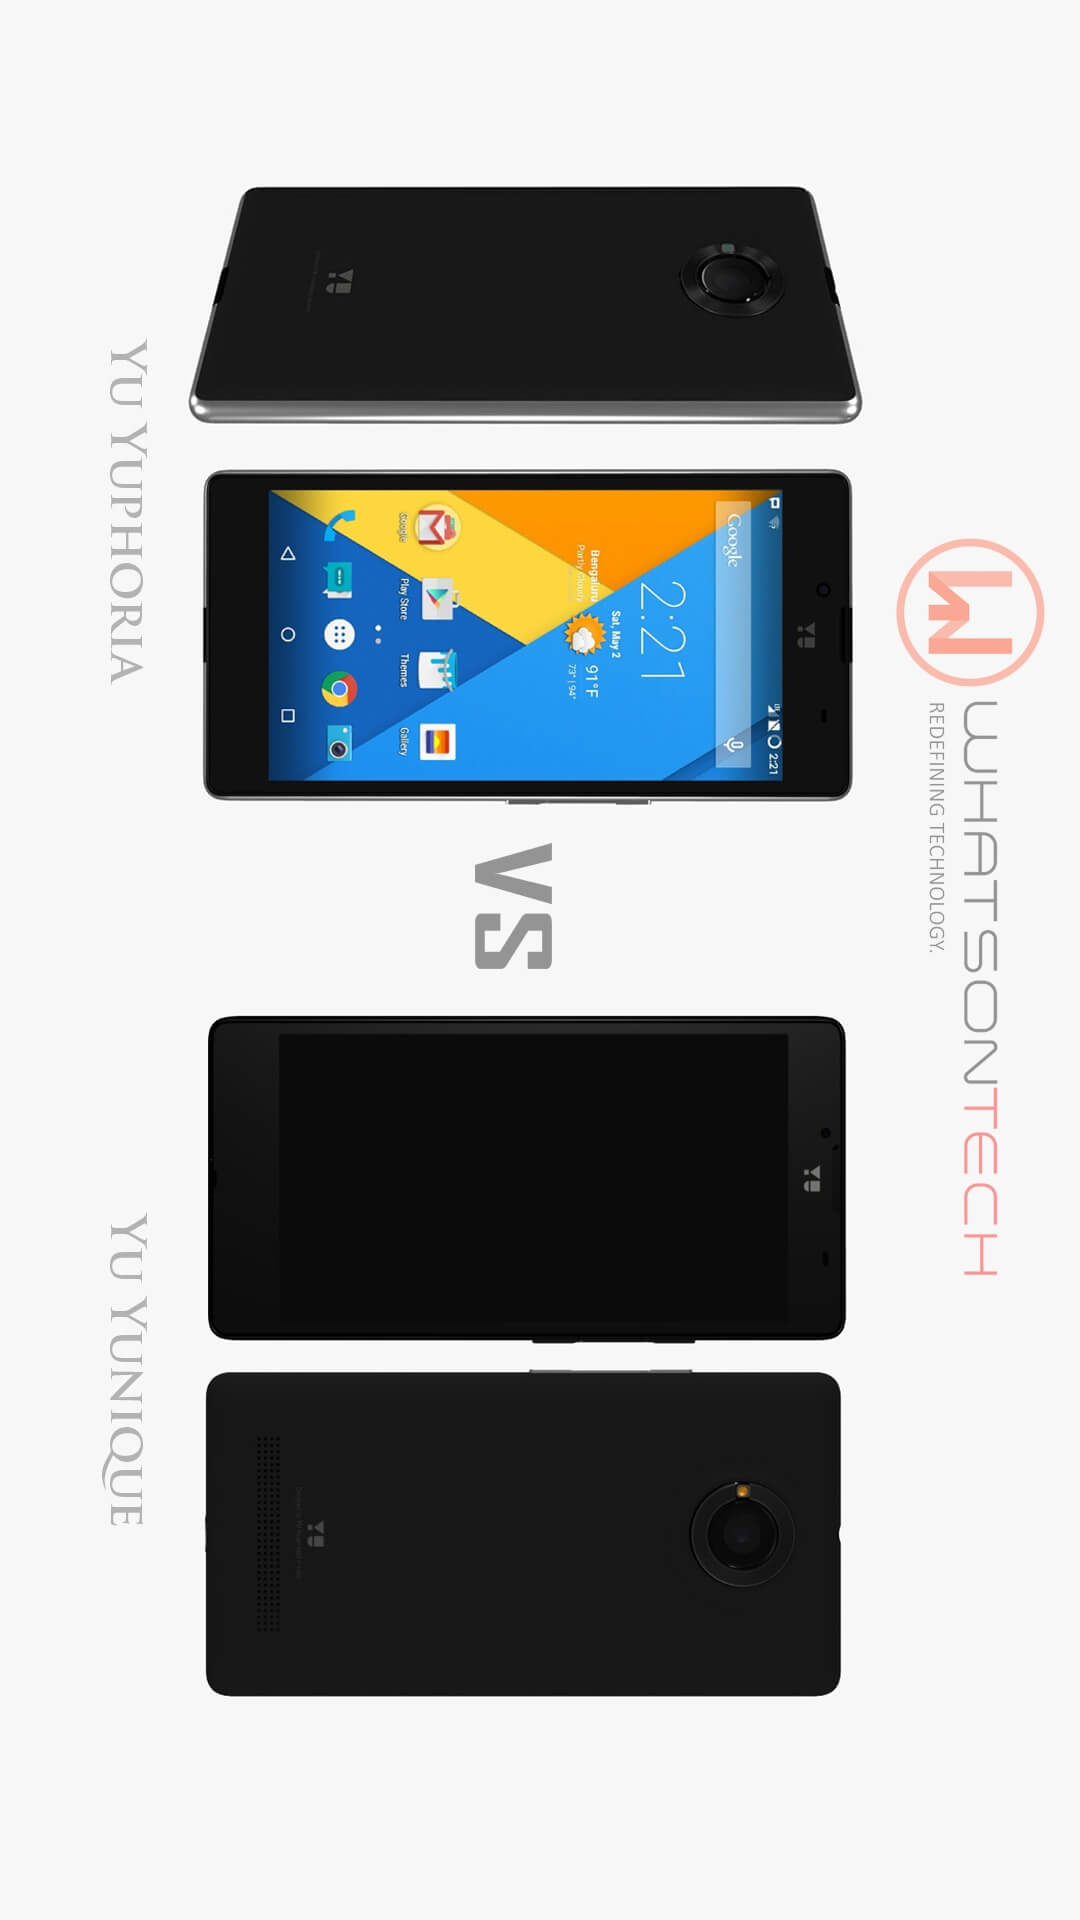 WHATSONTECH
REDEFINING TECHNOLOGY.
2:21
Google
2:21
Sat, May 2
Bengaluru
Partly Cloudy
91°F
73° | 94°
Google
Play Store
Themes
Gallery
VS
YU YUPHORIA
YU YUNIQUE